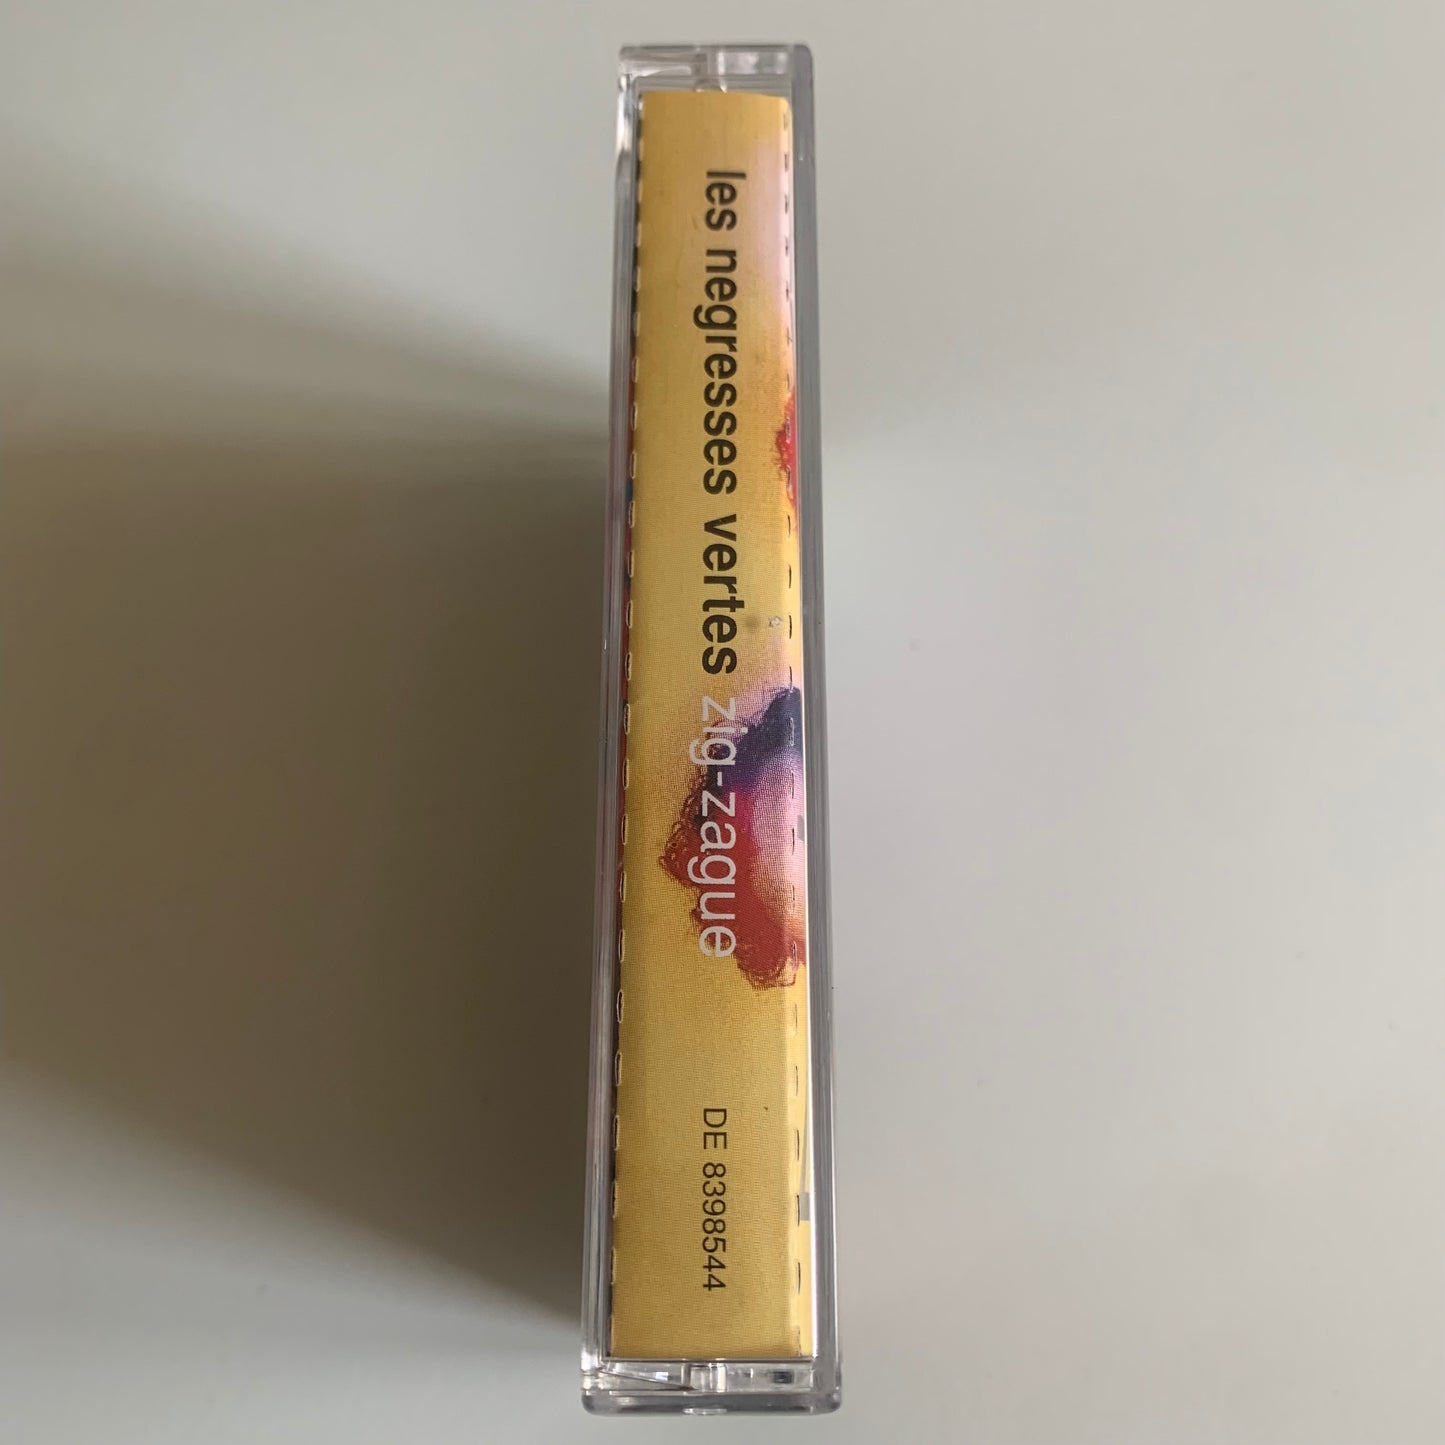 les negresses vertes zig-zague
DE 8398544